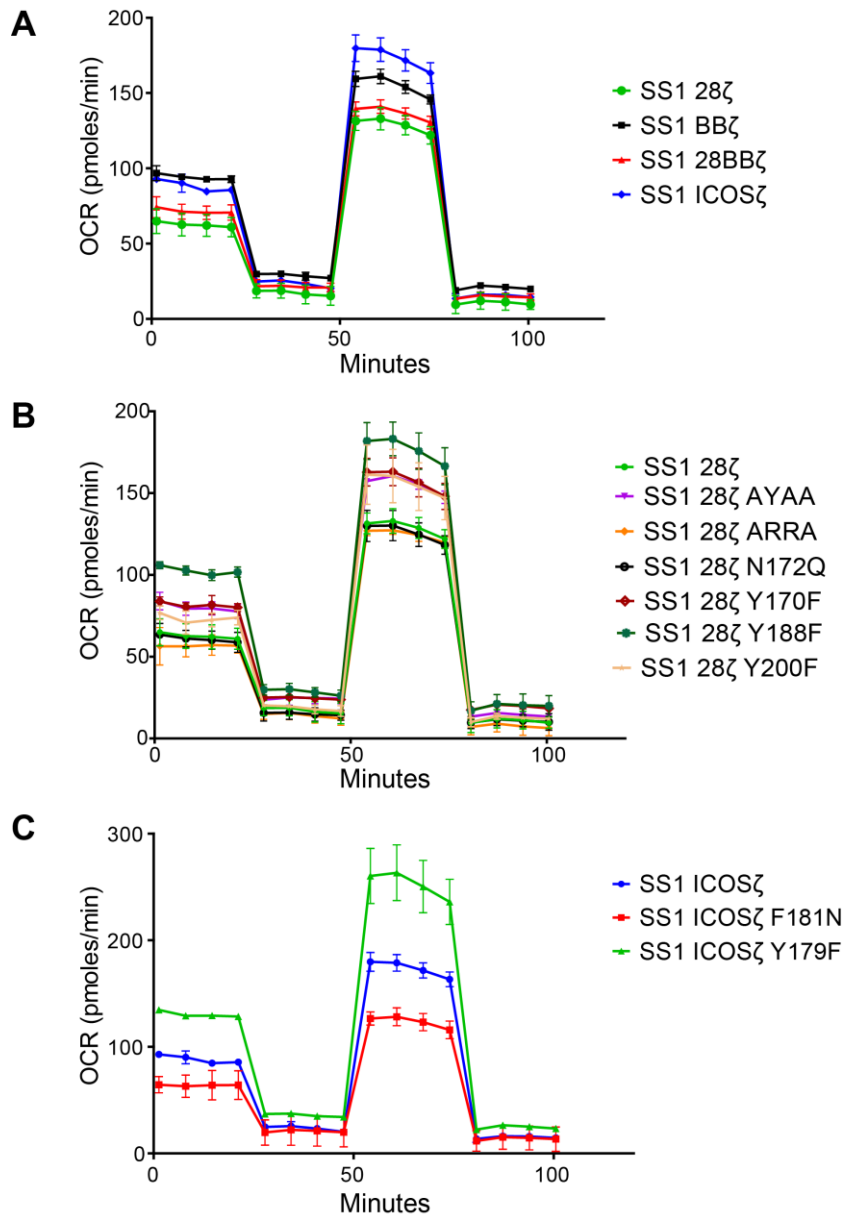 A
200
150
100
50
0
OCR (pmoles/min)
0
50
100
Minutes
SS1 28ζ
SS1 BBζ
SS1 28BBζ
SS1 ICOSζ
B
200
150
100
50
0
OCR (pmoles/min)
0
50
100
Minutes
SS1 28ζ
SS1 28ζ AYAA
SS1 28ζ ARRA
SS1 28ζ N172Q
SS1 28ζ Y170F
SS1 28ζ Y188F
SS1 28ζ Y200F
C
300
200
100
0
OCR (pmoles/min)
0
50
100
Minutes
SS1 ICOSζ
SS1 ICOSζ F181N
SS1 ICOSζ Y179F